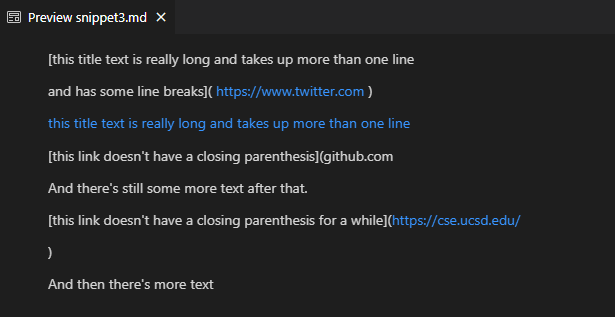 Preview snippet3.md
[this title text is really long and takes up more than one line
and has some line breaks]( https://www.twitter.com )
this title text is really long and takes up more than one line
[this link doesn't have a closing parenthesis](github.com
And there's still some more text after that.
[this link doesn't have a closing parenthesis for a while](https://cse.ucsd.edu/
)
And then there's more text